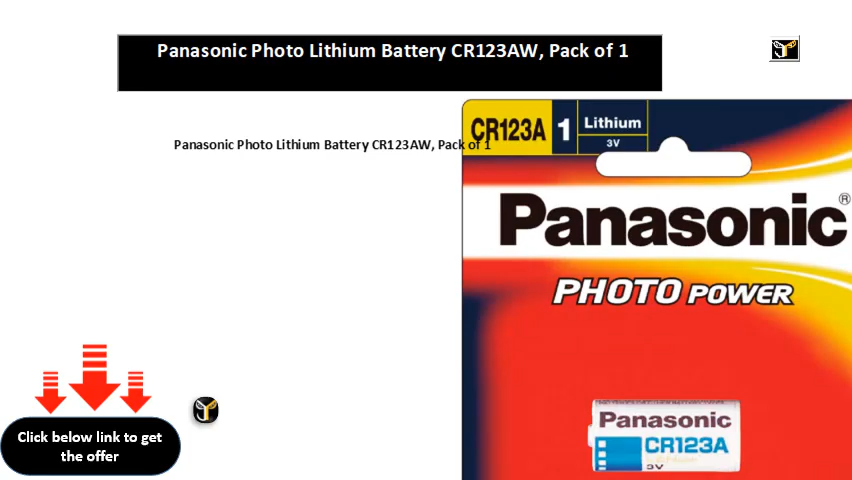 Panasonic Photo Lithium Battery CR123AW, Pack of 1
CR123A 1 Lithium
3V
Panasonic Photo Lithium Battery CR123AW, Pack of 1
Panasonic®
PHOTO POWER
Panasonic
CR123A
3V
Click below link to get
the offer